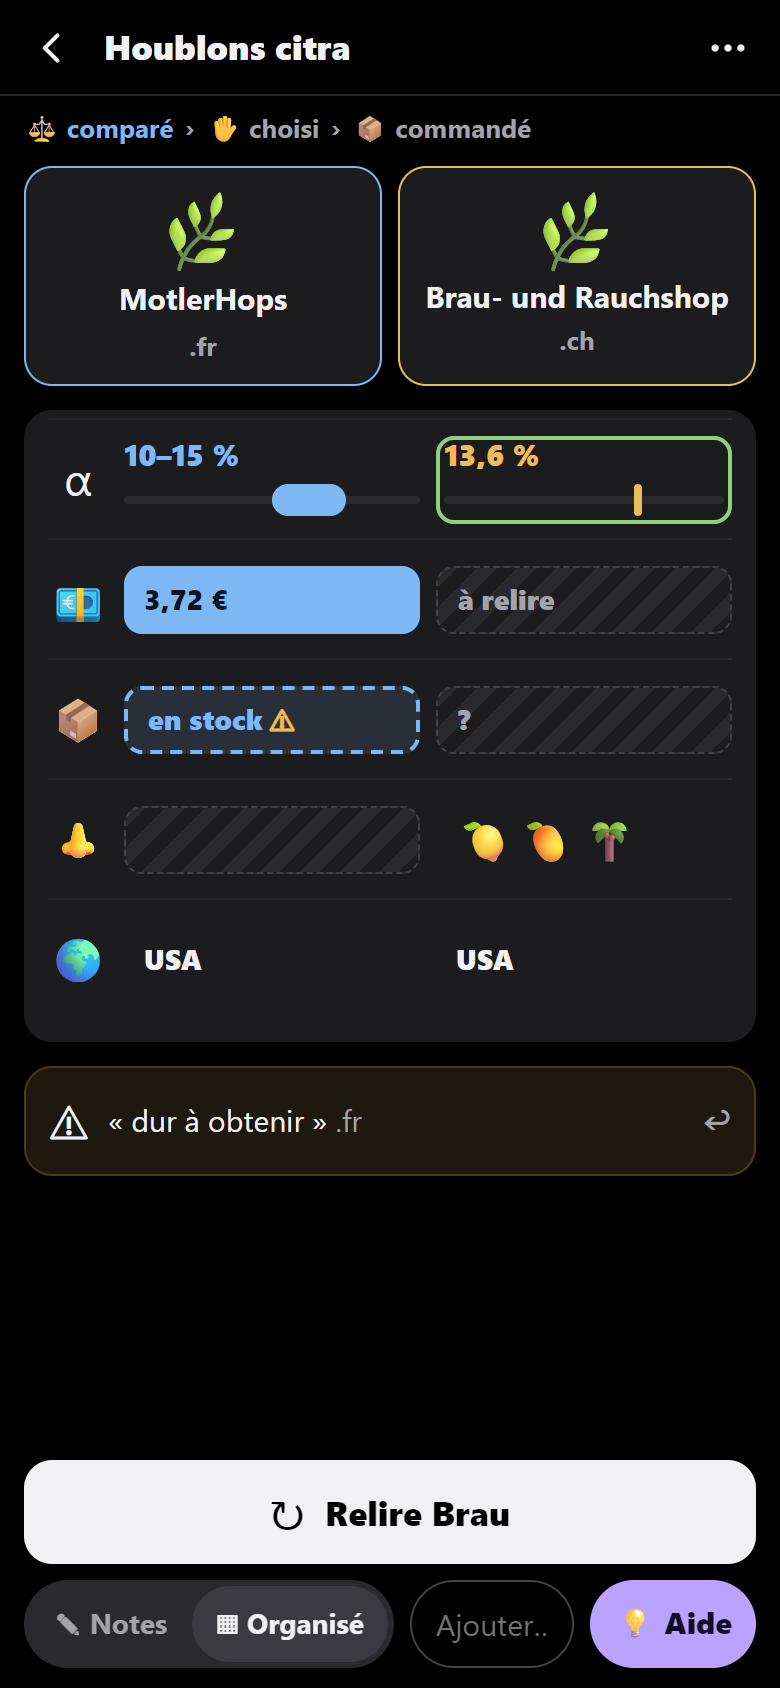 Houblons citra
comparé › choisi › commandé
MotlerHops
.fr
Brau- und Rauchshop
.ch
α
10–15 %
13,6 %
3,72 €
à relire
en stock ⚠
?
USA
USA
« dur à obtenir » .fr
Relire Brau
Notes
Organisé
Ajouter..
Aide